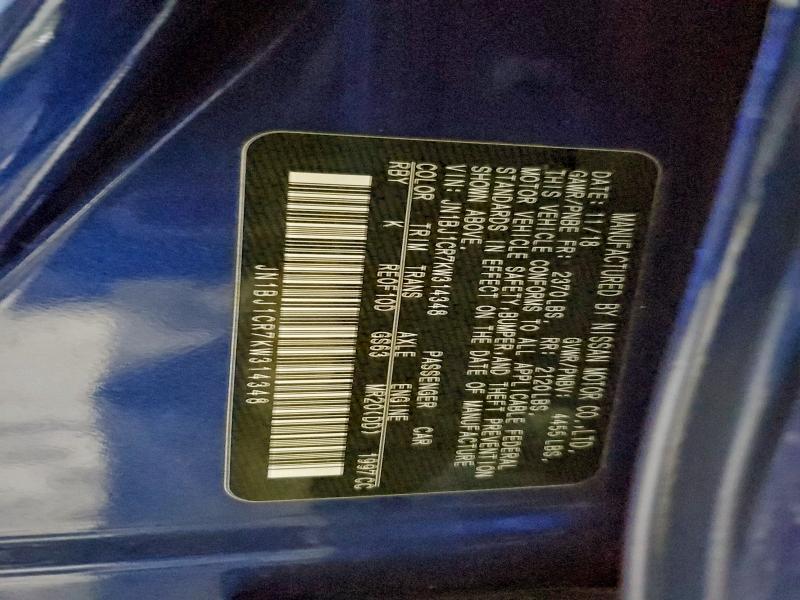 MANUFACTURED BY NISSAN MOTOR CO.,LTD.
DATE: 11/18 GVWR/PNBV: 4455 LBS,
GAWR/PNBE FR: 2370LBS, RR: 2120LBS
THIS VEHICLE CONFORMS TO ALL APPLICABLE FEDERAL
MOTOR VEHICLE SAFETY,BUMPER,AND THEFT PREVENTION
STANDARDS IN EFFECT ON THE DATE OF MANUFACTURE
SHOWN ABOVE
VIN: JN1BJ1CR7KW314348 PASSENGER CAR
COLOR TRIM TRANS AXLE ENGINE
RBY K RE0F10D GS63 MR20(DD) 1997CC
JN1BJ1CR7KW314348